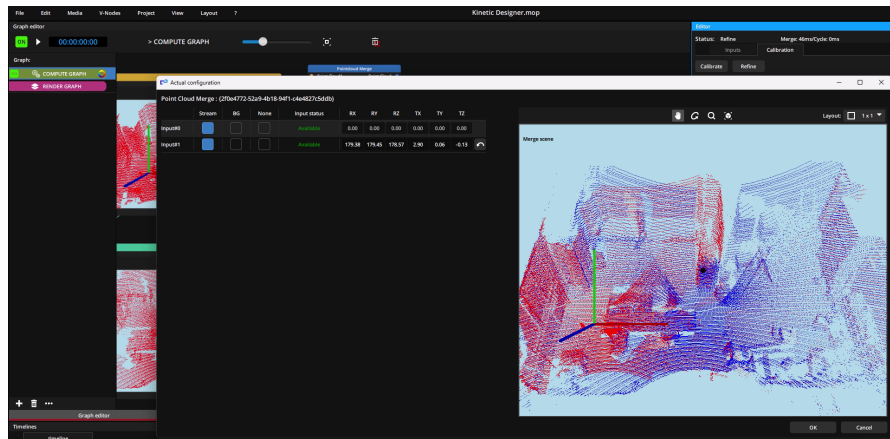 File Edit Media V-Nodes Project View Layout ? Kinetic Designer.mop
Graph editor
Editor
ON 00:00:00:00 > COMPUTE GRAPH
Status: Refine Merge: 46ms/Cycle: 0ms
Inputs Calibration
Graph:
Pointcloud Merge
Calibrate Refine
COMPUTE GRAPH
RENDER GRAPH
Actual configuration
Point Cloud Merge : {2f0e4772-52a9-4b18-94f1-c4e4827c5ddb}
Stream BG None Input status RX RY RZ TX TY TZ
Layout: 1 x 1
Input#0 Available 0.00 0.00 0.00 0.00 0.00 0.00
Input#1 Available 179.38 179.45 178.57 2.90 0.06 -0.13
Merge scene
Graph editor
Timelines
Timeline
OK Cancel